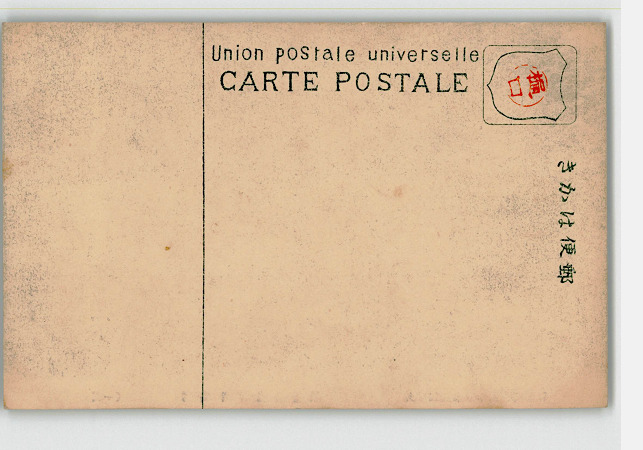 Union postale universelle
CARTE POSTALE
郵便はかき